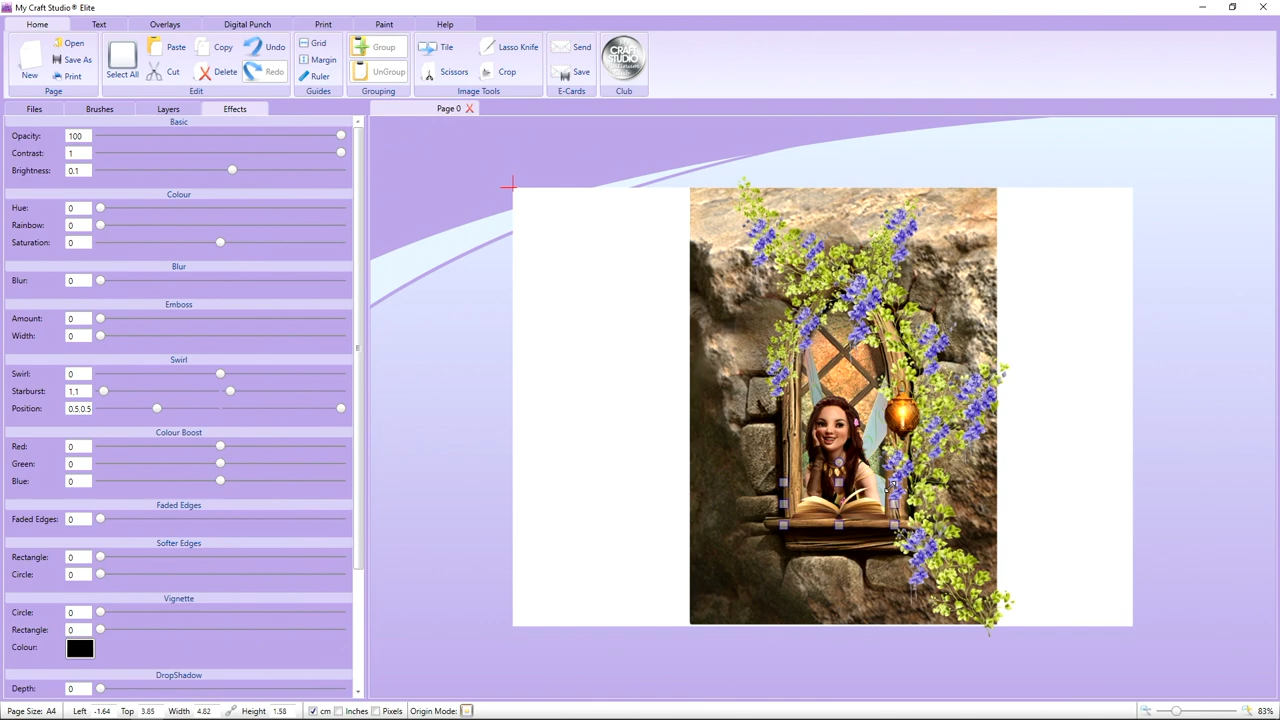 My Craft Studio® Elite
Home Text Overlays Digital Punch Print Paint Help
New Open Save As Print Page
Select All Paste Copy Undo Cut Delete Redo Edit
Grid Margin Ruler Guides
Group UnGroup Grouping
Tile Lasso Knife Scissors Crop Image Tools
Send Save E-Cards
CRAFT STUDIO Club
Files Brushes Layers Effects Page 0
Basic
Opacity: 100
Contrast: 1
Brightness: 0.1
Colour
Hue: 0
Rainbow: 0
Saturation: 0
Blur
Blur: 0
Emboss
Amount: 0
Width: 0
Swirl
Swirl: 0
Starburst: 1,1
Position: 0.5,0.5
Colour Boost
Red: 0
Green: 0
Blue: 0
Faded Edges
Faded Edges: 0
Softer Edges
Rectangle: 0
Circle: 0
Vignette
Circle: 0
Rectangle: 0
Colour:
DropShadow
Depth: 0
Page Size: A4 Left -1.64 Top 3.85 Width 4.82 Height 1.58 cm Inches Pixels Origin Mode: 83%